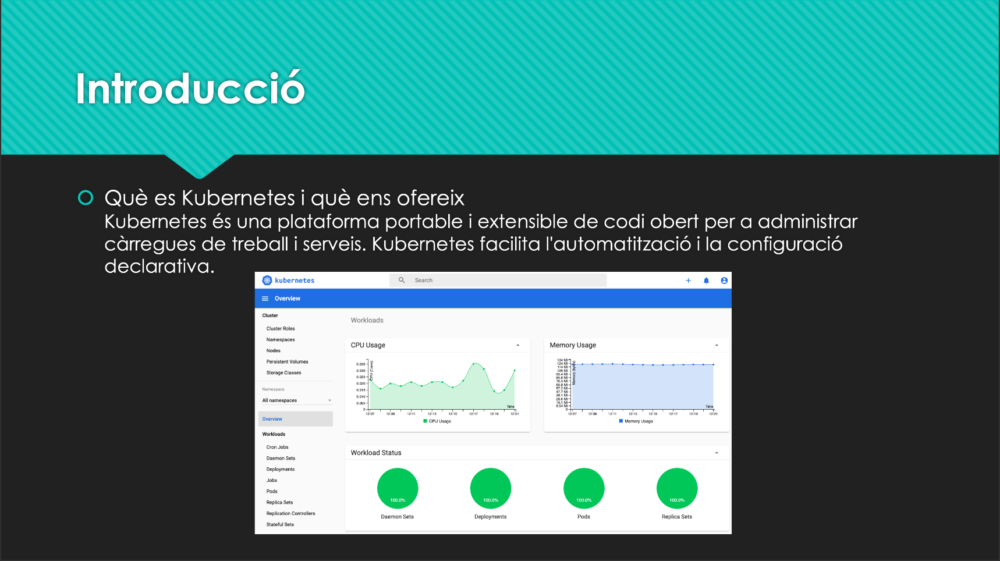 Introducció
Què es Kubernetes i què ens ofereix
Kubernetes és una plataforma portable i extensible de codi obert per a administrar
càrregues de treball i serveis. Kubernetes facilita l'automatització i la configuració
declarativa.
kubernetes
Search
Overview
Cluster
Cluster Roles
Namespaces
Nodes
Persistent Volumes
Storage Classes
Namespace
All namespaces
Overview
Workloads
Cron Jobs
Daemon Sets
Deployments
Jobs
Pods
Replica Sets
Replication Controllers
Stateful Sets
Workloads
CPU Usage
CPU (Cores)
0.035
0.030
0.025
0.020
0.015
0.010
0.005
0
Time
12:07 12:09 12:11 12:13 12:15 12:17 12:19 12:21
CPU Usage
Memory Usage
Memory (bytes)
134 Mi
124 Mi
114 Mi
105 Mi
95.4 Mi
85.8 Mi
76.3 Mi
66.8 Mi
57.2 Mi
47.7 Mi
38.1 Mi
28.6 Mi
19.1 Mi
9.54 Mi
0
Time
12:07 12:09 12:11 12:13 12:15 12:17 12:19 12:21
Memory Usage
Workload Status
100.0% 100.0% 100.0% 100.0%
Daemon Sets Deployments Pods Replica Sets